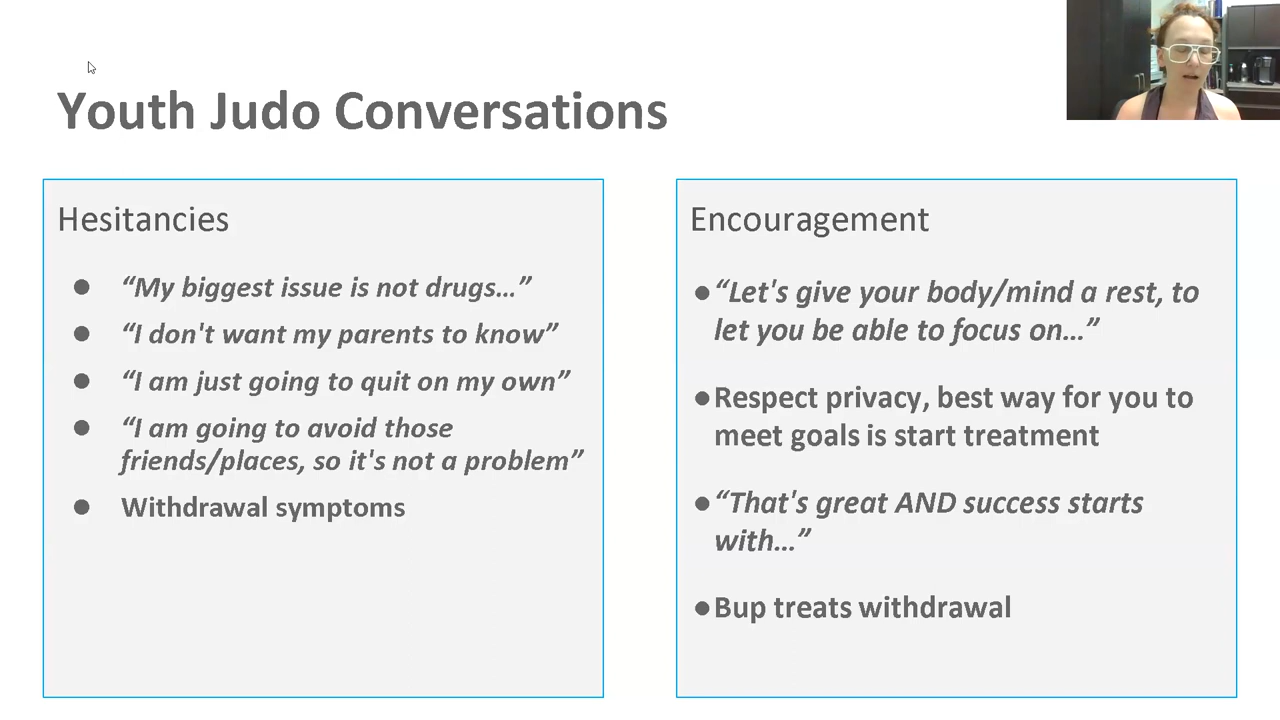 Youth Judo Conversations
Hesitancies
● “My biggest issue is not drugs…”
● “I don't want my parents to know”
● “I am just going to quit on my own”
● “I am going to avoid those
friends/places, so it's not a problem”
● Withdrawal symptoms
Encouragement
●“Let's give your body/mind a rest, to
let you be able to focus on…”
●Respect privacy, best way for you to
meet goals is start treatment
●“That's great AND success starts
with…”
●Bup treats withdrawal